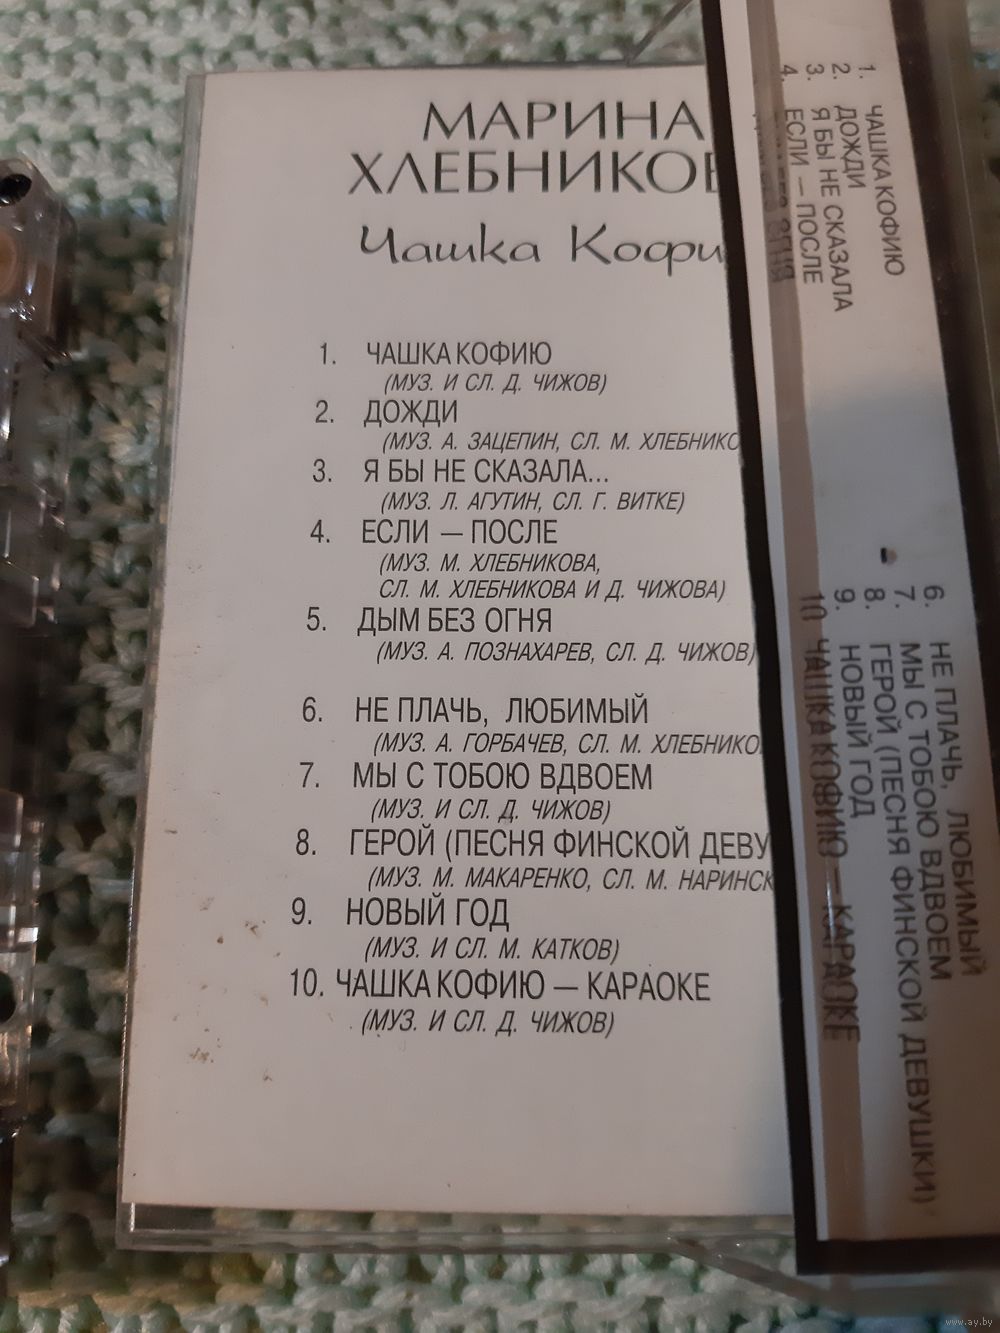 МАРИНА
ХЛЕБНИКОВ
Чашка Кофи
1. ЧАШКА КОФИЮ
(МУЗ. И СЛ. Д. ЧИЖОВ)
2. ДОЖДИ
(МУЗ. А. ЗАЦЕПИН, СЛ. М. ХЛЕБНИКО
3. Я БЫ НЕ СКАЗАЛА...
(МУЗ. Л. АГУТИН, СЛ. Г. ВИТКЕ)
4. ЕСЛИ — ПОСЛЕ
(МУЗ. М. ХЛЕБНИКОВА,
СЛ. М. ХЛЕБНИКОВА И Д. ЧИЖОВА)
5. ДЫМ БЕЗ ОГНЯ
(МУЗ. А. ПОЗНАХАРЕВ, СЛ. Д. ЧИЖОВ)
6. НЕ ПЛАЧЬ, ЛЮБИМЫЙ
(МУЗ. А. ГОРБАЧЕВ, СЛ. М. ХЛЕБНИКО
7. МЫ С ТОБОЮ ВДВОЕМ
(МУЗ. И СЛ. Д. ЧИЖОВ)
8. ГЕРОЙ (ПЕСНЯ ФИНСКОЙ ДЕВУ
(МУЗ. М. МАКАРЕНКО, СЛ. М. НАРИНСК
9. НОВЫЙ ГОД
(МУЗ. И СЛ. М. КАТКОВ)
10. ЧАШКА КОФИЮ — КАРАОКЕ
(МУЗ. И СЛ. Д. ЧИЖОВ)
1. ЧАШКА КОФИЮ
2. ДОЖДИ
3. Я БЫ НЕ СКАЗАЛА
4. ЕСЛИ — ПОСЛЕ
ОГНЯ
6. НЕ ПЛАЧЬ, ЛЮБИМЫЙ
7. МЫ С ТОБОЮ ВДВОЕМ
8. ГЕРОЙ (ПЕСНЯ ФИНСКОЙ ДЕВУШКИ)
9. НОВЫЙ ГОД
10 ЧАШКА КОФИЮ — КАРАОКЕ
www.ay.by